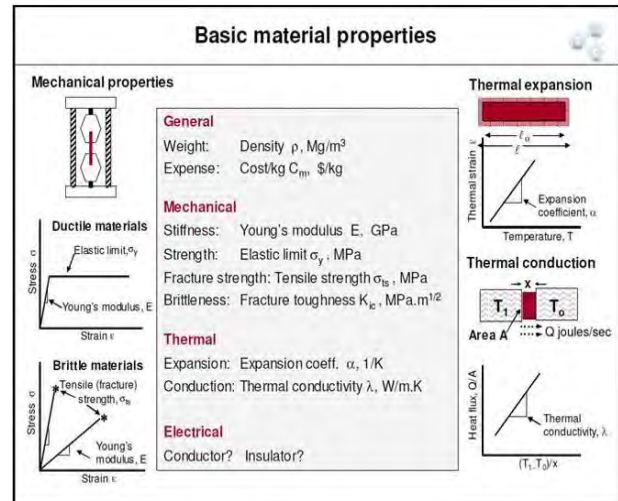 Basic material properties
Mechanical properties
Ductile materials
Stress σ
Elastic limit,σy
Young's modulus, E
Strain ε
Brittle materials
Stress σ
Tensile (fracture)
strength,σts
Young's
modulus, E
Strain ε
General
Weight: Density ρ, Mg/m³
Expense: Cost/kg Cm, $/kg
Mechanical
Stiffness: Young's modulus E, GPa
Strength: Elastic limit σy , MPa
Fracture strength: Tensile strength σts , MPa
Brittleness: Fracture toughness Kic, MPa.m1/2
Thermal
Expansion: Expansion coeff. α, 1/K
Conduction: Thermal conductivity λ, W/m.K
Electrical
Conductor? Insulator?
Thermal expansion
ℓo
ℓ
Thermal strain ε
Expansion
coefficient, α
Temperature, T
Thermal conduction
x
T1 To
Area A
Q joules/sec
Heat flux, Q/A
Thermal
conductivity, λ
(T1-To)/x